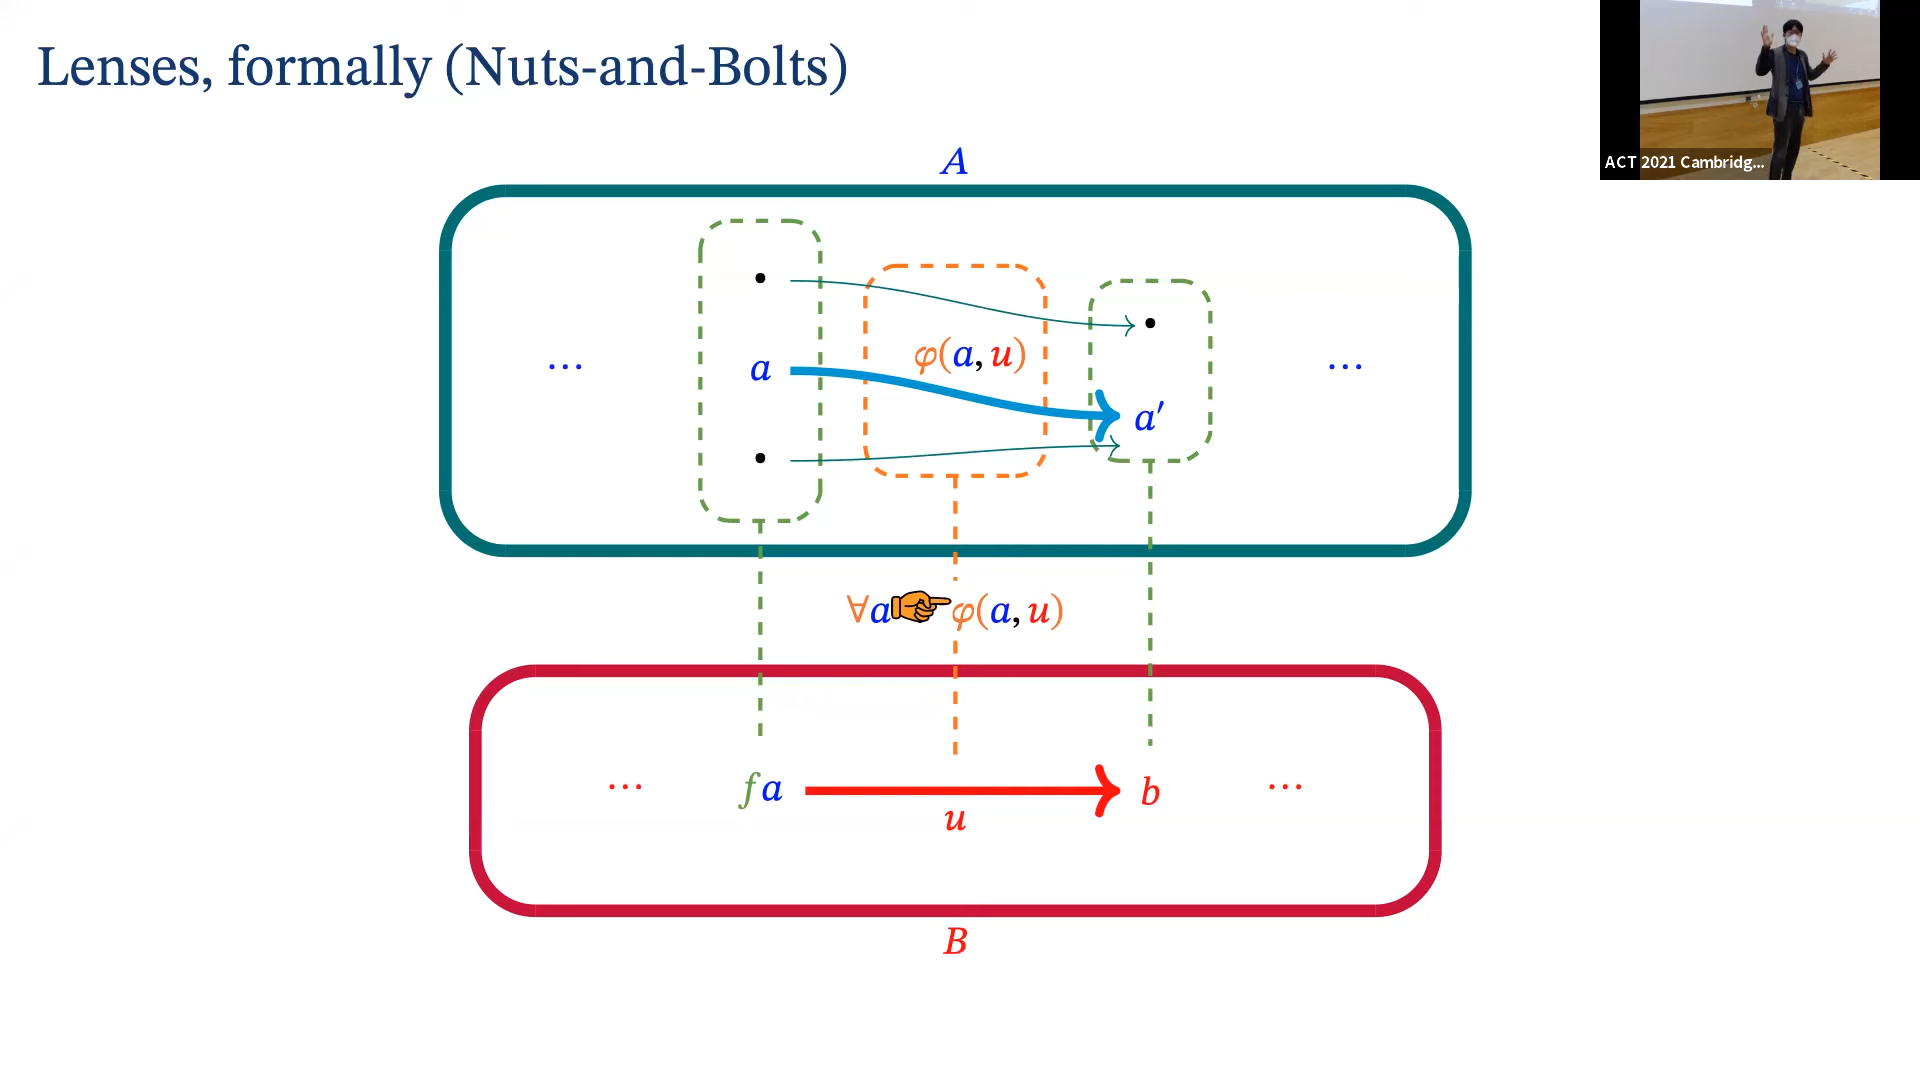 Lenses, formally (Nuts-and-Bolts)
ACT 2021 Cambridg...
A
φ(a, u)
... a a′ ...
∀a φ(a, u)
... f a b ...
u
B